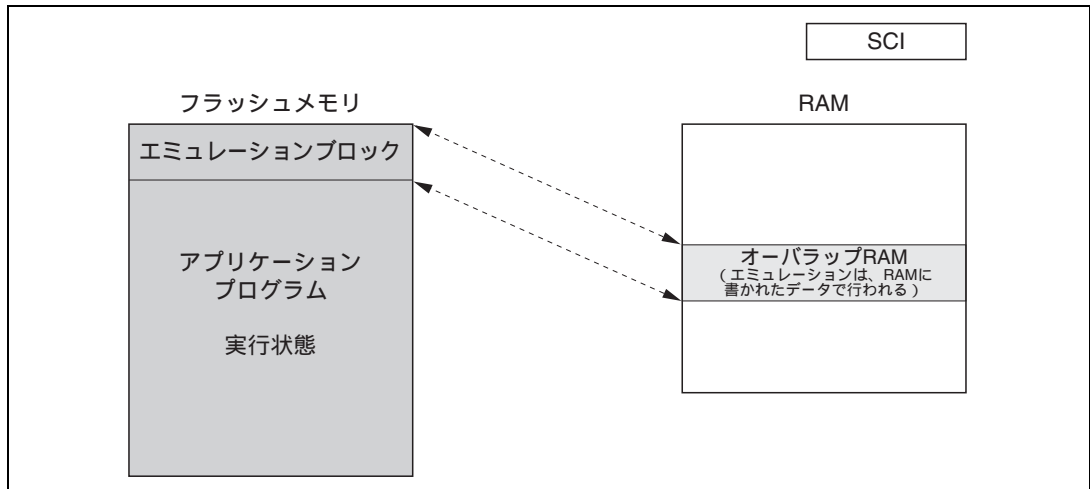 SCI
フラッシュメモリ
RAM
エミュレーションブロック
アプリケーション
プログラム
実行状態
オーバラップRAM
(エミュレーションは、RAMに
書かれたデータで行われる)